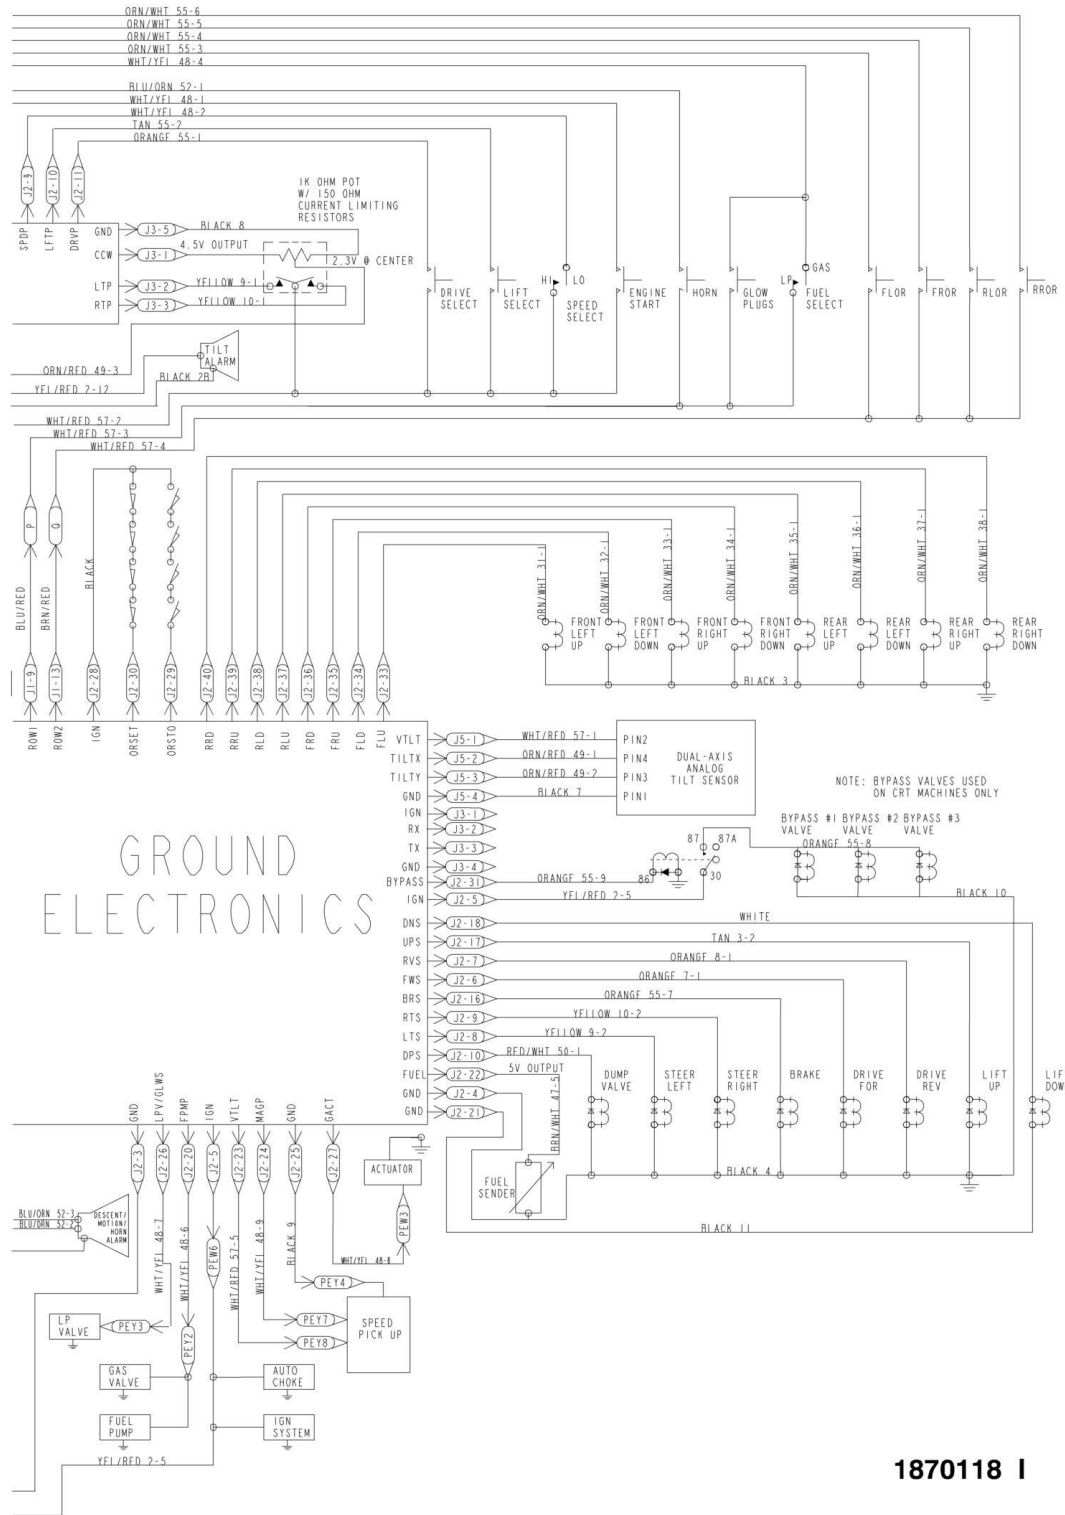 ORN/WHT 55-6
ORN/WHT 55-5
ORN/WHT 55-4
ORN/WHT 55-3
WHT/YEL 48-4
BLU/ORN 52-1
WHT/YEL 48-1
WHT/YEL 48-2
TAN 55-2
ORANGE 55-1
J2-9
J2-10
J2-11
SPDP
LFTP
DRVP
1K OHM POT
W/ 150 OHM
CURRENT LIMITING
RESISTORS
GND J3-5 BLACK 8
CCW J3-1 4.5V OUTPUT
2.3V @ CENTER
LTP J3-2 YELLOW 9-1
RTP J3-3 YELLOW 10-1
DRIVE
SELECT
LIFT
SELECT
HI LO
SPEED
SELECT
ENGINE
START
HORN
GLOW
PLUGS
GAS
LP
FUEL
SELECT
FLOR
FROR
RLOR
RROR
TILT
ALARM
ORN/RED 49-3
BLACK 2B
YEL/RED 2-12
WHT/RED 57-2
WHT/RED 57-3
WHT/RED 57-4
P
Q
BLU/RED
BRN/RED
BLACK
ORN/WHT 31-1
ORN/WHT 32-1
ORN/WHT 33-1
ORN/WHT 34-1
ORN/WHT 35-1
ORN/WHT 36-1
ORN/WHT 37-1
ORN/WHT 38-1
FRONT
LEFT
UP
FRONT
LEFT
DOWN
FRONT
RIGHT
UP
FRONT
RIGHT
DOWN
REAR
LEFT
UP
REAR
LEFT
DOWN
REAR
RIGHT
UP
REAR
RIGHT
DOWN
BLACK 3
J1-9
J1-13
J2-28
J2-30
J2-29
J2-40
J2-39
J2-38
J2-37
J2-36
J2-35
J2-34
J2-33
ROW1
ROW2
IGN
ORSET
ORSTO
RRD
RRU
RLD
RLU
FRD
FRU
FLD
FLU
VTLT J5-1 WHT/RED 57-1 PIN2
TILTX J5-2 ORN/RED 49-1 PIN4
TILTY J5-3 ORN/RED 49-2 PIN3
GND J5-4 BLACK 7 PIN1
DUAL-AXIS
ANALOG
TILT SENSOR
NOTE: BYPASS VALVES USED
ON CRT MACHINES ONLY
IGN J3-1
RX J3-2
TX J3-3
GND J3-4
BYPASS J2-31 ORANGE 55-9
IGN J2-5 YEL/RED 2-5
87
87A
86
30
BYPASS #1
VALVE
BYPASS #2
VALVE
BYPASS #3
VALVE
ORANGE 55-8
BLACK 10
GROUND
ELECTRONICS
DNS J2-18 WHITE
UPS J2-17 TAN 3-2
RVS J2-7 ORANGE 8-1
FWS J2-6 ORANGE 7-1
BRS J2-16 ORANGE 55-7
RTS J2-9 YELLOW 10-2
LTS J2-8 YELLOW 9-2
DPS J2-10 RED/WHT 50-1
FUEL J2-22 5V OUTPUT
GND J2-4
GND J2-21
BRN/WHT 47-5
DUMP
VALVE
STEER
LEFT
STEER
RIGHT
BRAKE
DRIVE
FOR
DRIVE
REV
LIFT
UP
LIF
DOW
BLACK 4
FUEL
SENDER
BLACK 11
GND
LPV/GLWS
FPMP
IGN
VTLT
MAGP
GND
GACT
J2-3
J2-26
J2-20
J2-5
J2-23
J2-24
J2-25
J2-27
ACTUATOR
PEW3
BLU/ORN 52-3
BLU/ORN 52-2
DESCENT/
MOTION/
HORN
ALARM
WHT/YEL 48-7
WHT/YEL 48-6
PEW6
WHT/RED 57-5
WHT/YEL 48-9
BLACK 9
WHT/YEL 48-8
PEY4
PEY7
PEY8
SPEED
PICK UP
LP
VALVE
PEY3
PEY2
GAS
VALVE
AUTO
CHOKE
FUEL
PUMP
IGN
SYSTEM
YEL/RED 2-5
1870118 I